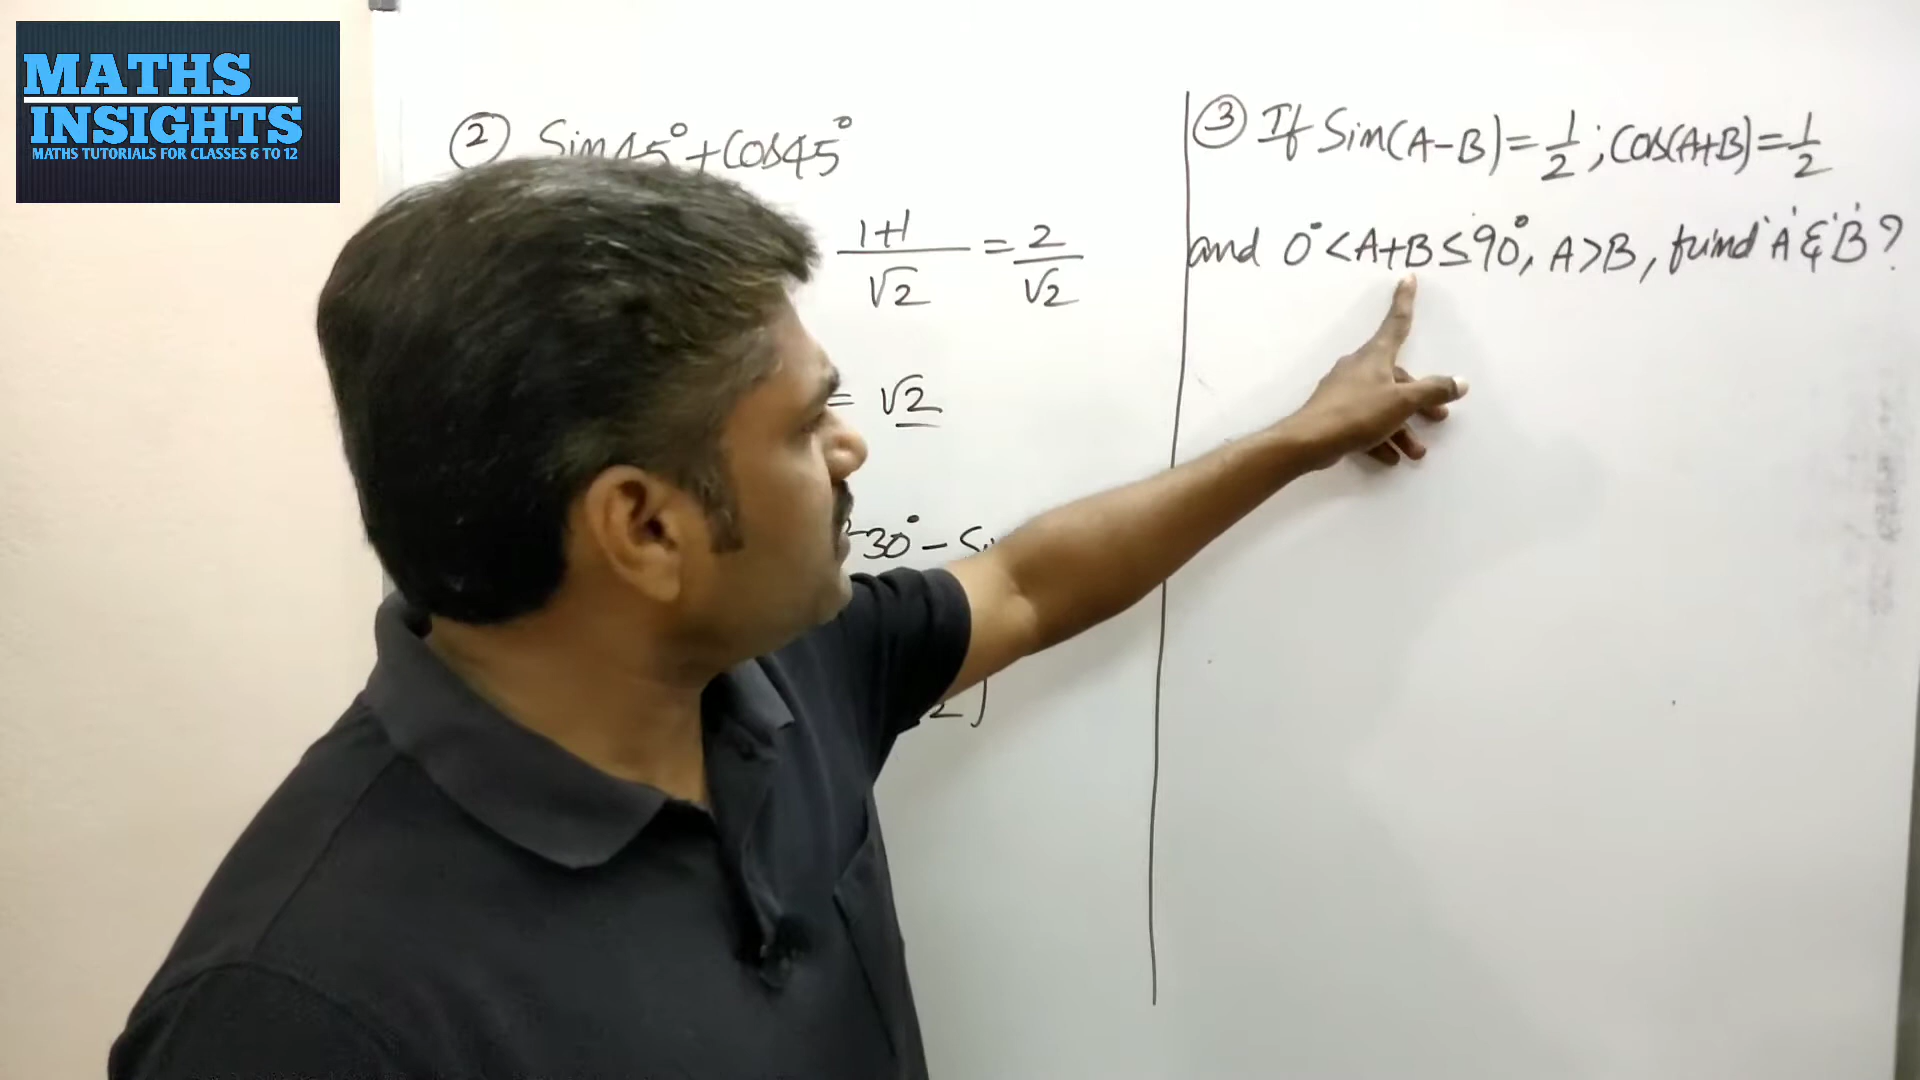 MATHS
INSIGHTS
MATHS TUTORIALS FOR CLASSES 6 TO 12
② Sin45°+Cos45°
1+1/√2 = 2/√2
= √2
30° -
2)
③ If Sin(A-B)=1/2; Cos(A+B)=1/2
and 0°<A+B≤90°, A>B, find 'A' & 'B'?